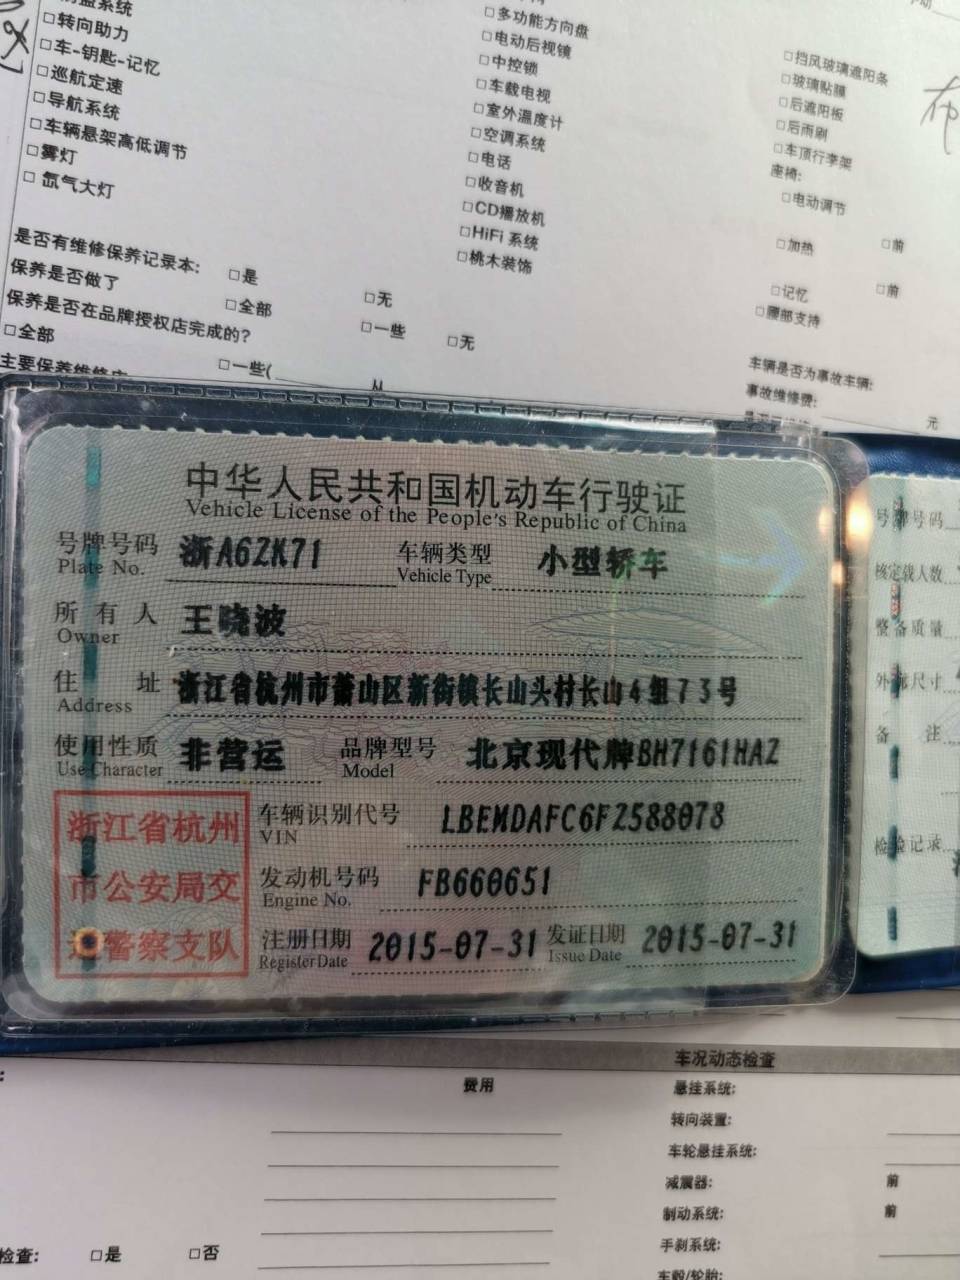 制盘系统
□转向助力
□车-钥匙-记忆
□巡航定速
□导航系统
□车辆悬架高低调节
□雾灯
□氙气大灯
□多功能方向盘
□电动后视镜
□中控锁
□车载电视
□室外温度计
□空调系统
□电话
□收音机
□CD播放机
□HiFi 系统
□桃木装饰
□挡风玻璃遮阳条
□玻璃贴膜
□后遮阳板
□后雨刷
□车顶行李架
座椅:
□电动调节
□加热 □前
□记忆 □前
□腰部支持
是否有维修保养记录本: □是 □无
保养是否做了 □全部 □一些 □无
保养是否在品牌授权店完成的?
□全部 □一些(
主要保养维修
车辆是否为事故车辆:
事故维修费: 元
中华人民共和国机动车行驶证
Vehicle License of the People's Republic of China
号牌号码 浙A6ZK71 车辆类型 小型轿车
Plate No. Vehicle Type
所有人 王晓波
Owner
住址 浙江省杭州市萧山区新街镇长山头村长山4组73号
Address
使用性质 非营运 品牌型号 北京现代牌BH7161HAZ
Use Character Model
浙江省杭州
市公安局交
通警察支队
车辆识别代号 LBEMDAFC6FZ588078
VIN
发动机号码 FB660651
Engine No.
注册日期 2015-07-31 发证日期 2015-07-31
Register Date Issue Date
号牌号码
核定载人数
整备质量
外廓尺寸
备注
检验记录
费用
检查: □是 □否
车况动态检查
悬挂系统:
转向装置:
车轮悬挂系统:
减震器: 前
制动系统: 前
手刹系统:
车毂/轮胎: